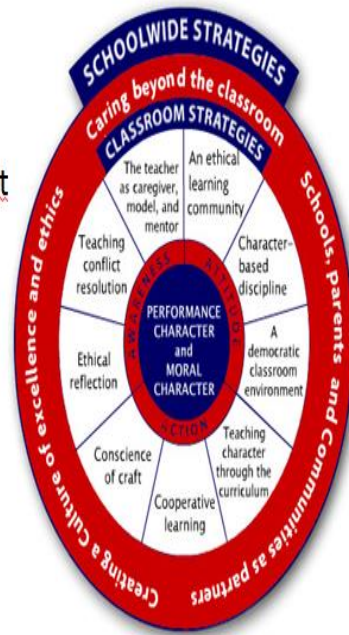 SCHOOLWIDE STRATEGIES
Caring beyond the classroom
CLASSROOM STRATEGIES
Schools, parents and Communities as partners
Creating a Culture of excellence and ethics
The teacher
as caregiver,
model, and
mentor
An ethical
learning
community
Character-
based
discipline
A
democratic
classroom
environment
Teaching
character
through the
curriculum
Cooperative
learning
Conscience
of craft
Ethical
reflection
Teaching
conflict
resolution
AWARENESS
ATTITUDE
ACTION
PERFORMANCE
CHARACTER
and
MORAL
CHARACTER